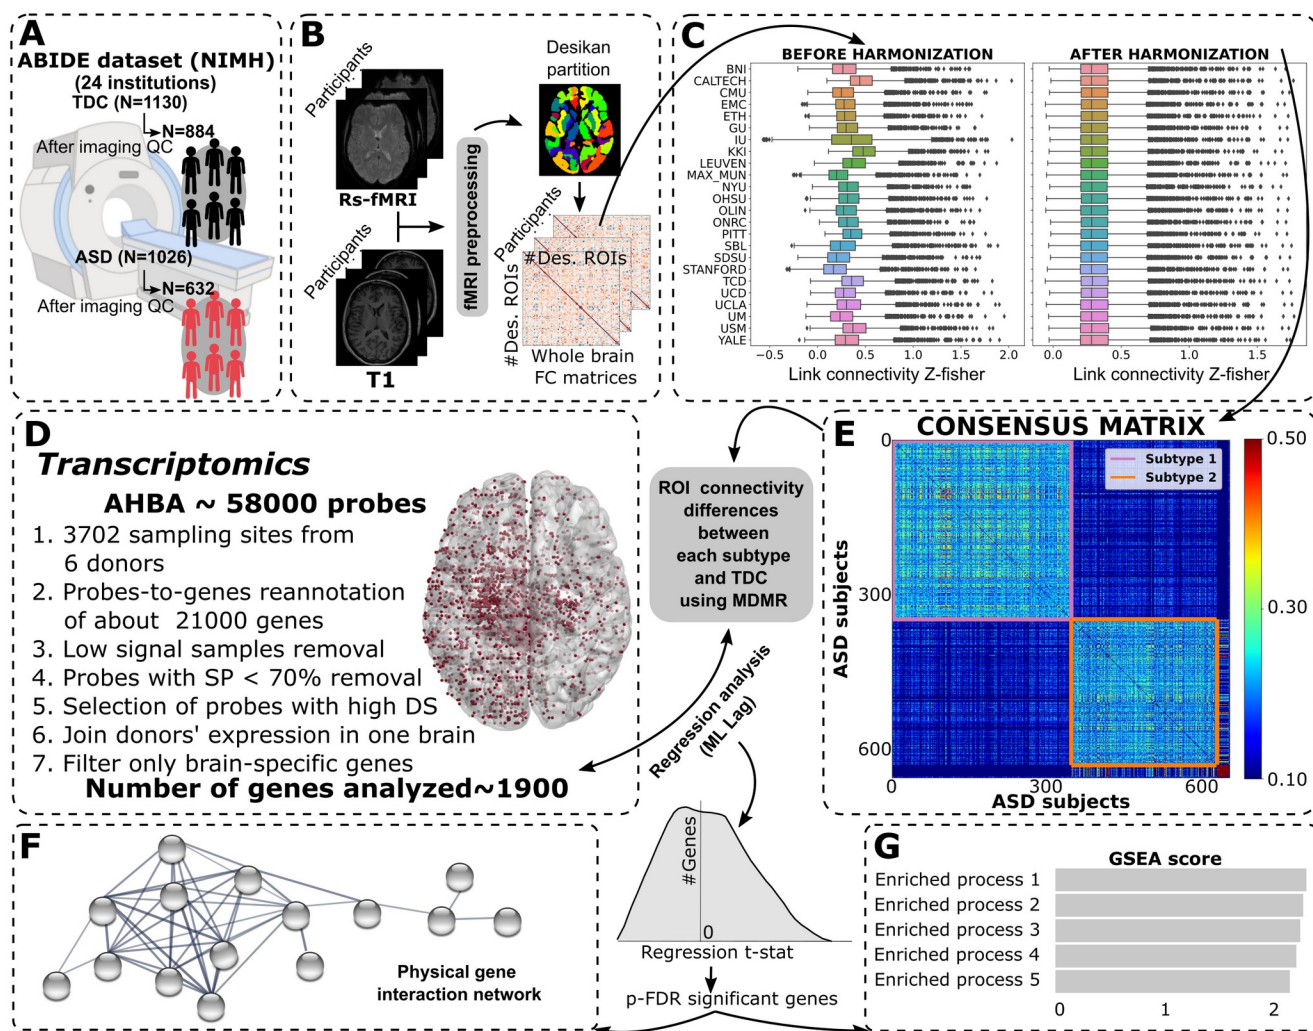 A
ABIDE dataset (NIMH)
(24 institutions)
TDC (N=1130)
N=884
After imaging QC
ASD (N=1026)
N=632
After imaging QC
B
Participants
Rs-fMRI
Participants
T1
fMRI preprocessing
Desikan
partition
Participants
#Des. ROIs
#Des. ROIs
Whole brain
FC matrices
C
BEFORE HARMONIZATION
AFTER HARMONIZATION
BNI
CALTECH
CMU
EMC
ETH
GU
IU
KKI
LEUVEN
MAX_MUN
NYU
OHSU
OLIN
ONRC
PITT
SBL
SDSU
STANFORD
TCD
UCD
UCLA
UM
USM
YALE
−0.5 0.0 0.5 1.0 1.5 2.0
0.0 0.5 1.0 1.5
Link connectivity Z-fisher
Link connectivity Z-fisher
D
Transcriptomics
AHBA ~ 58000 probes
1. 3702 sampling sites from
6 donors
2. Probes-to-genes reannotation
of about 21000 genes
3. Low signal samples removal
4. Probes with SP < 70% removal
5. Selection of probes with high DS
6. Join donors' expression in one brain
7. Filter only brain-specific genes
Number of genes analyzed~1900
ROI connectivity
differences
between
each subtype
and TDC
using MDMR
Regression analysis
(ML Lag)
E
CONSENSUS MATRIX
Subtype 1
Subtype 2
0
300
600
ASD subjects
0 300 600
ASD subjects
0.50
0.30
0.10
F
Physical gene
interaction network
#Genes
0
Regression t-stat
p-FDR significant genes
G
GSEA score
Enriched process 1
Enriched process 2
Enriched process 3
Enriched process 4
Enriched process 5
0 1 2